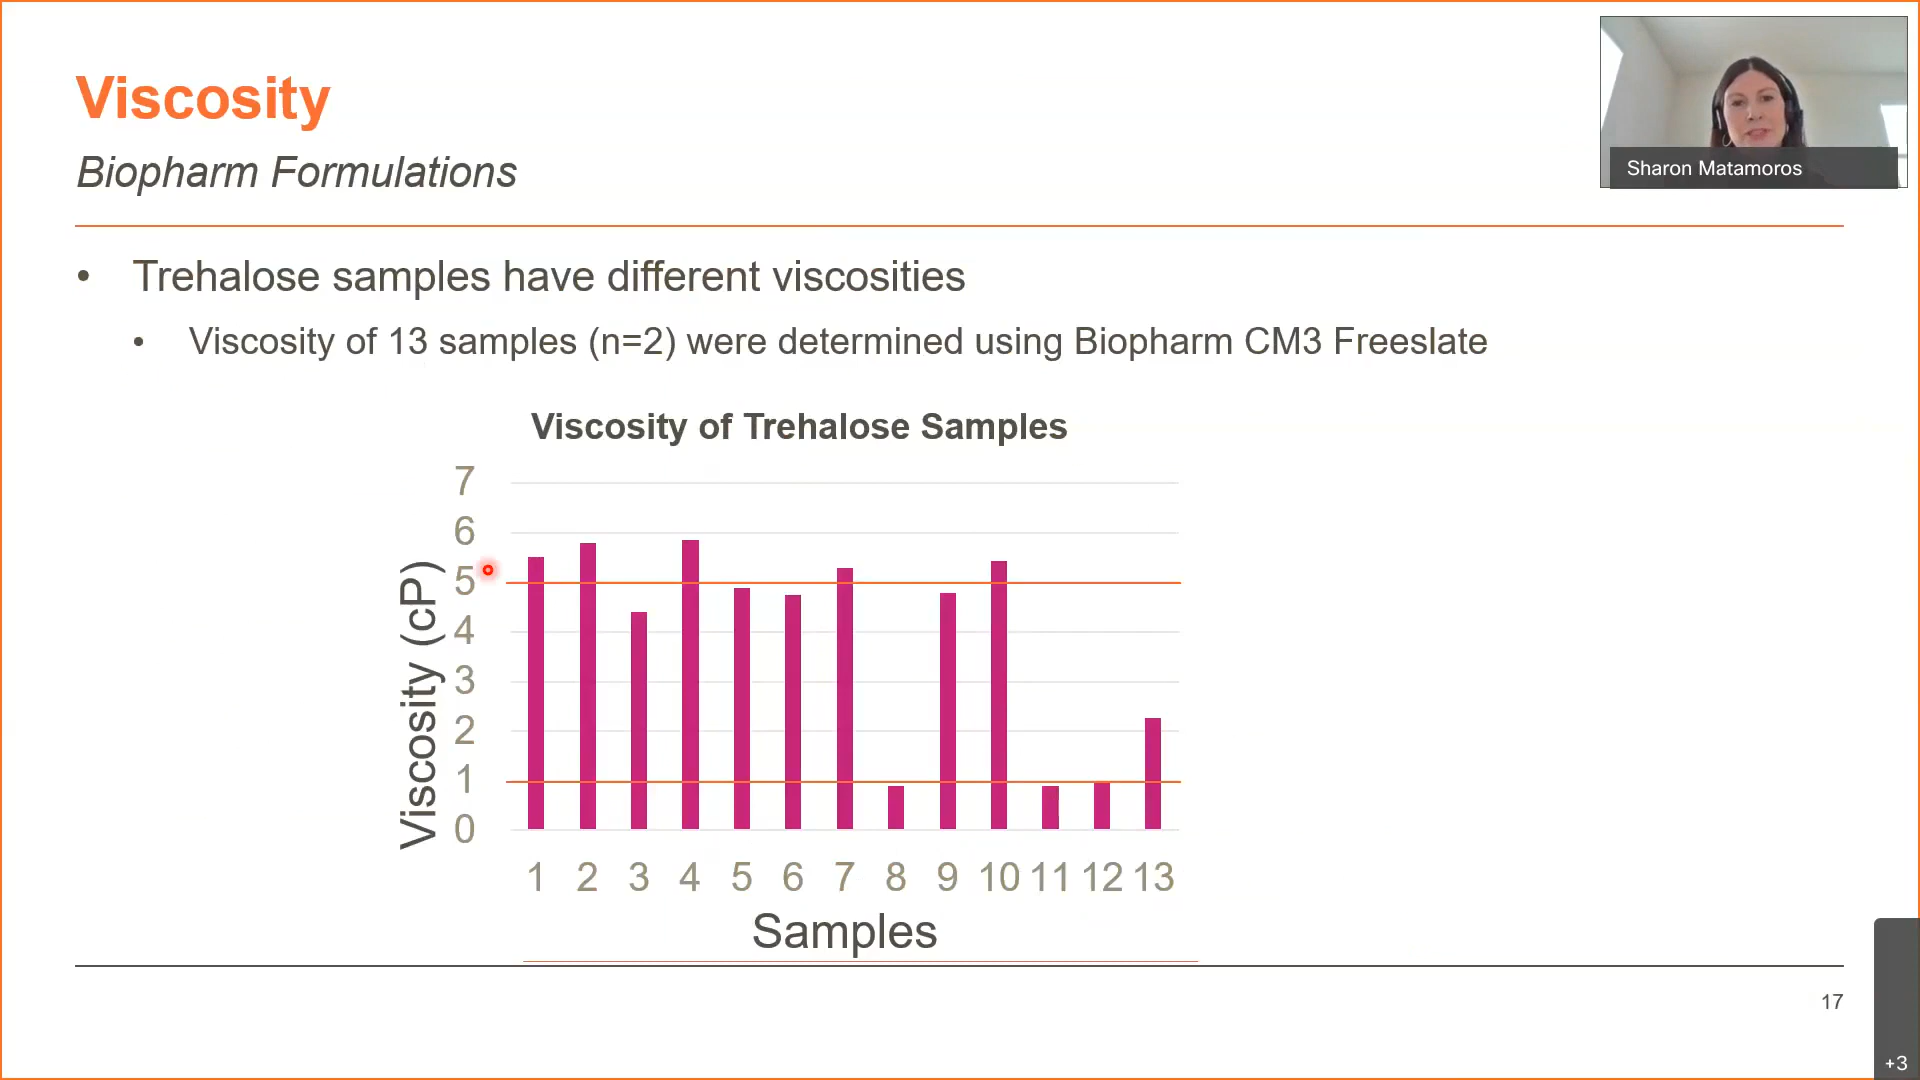 Viscosity
Biopharm Formulations
Sharon Matamoros
• Trehalose samples have different viscosities
• Viscosity of 13 samples (n=2) were determined using Biopharm CM3 Freeslate
Viscosity of Trehalose Samples
Viscosity (cP)
7
6
5
4
3
2
1
0
1 2 3 4 5 6 7 8 9 10 11 12 13
Samples
17
+3